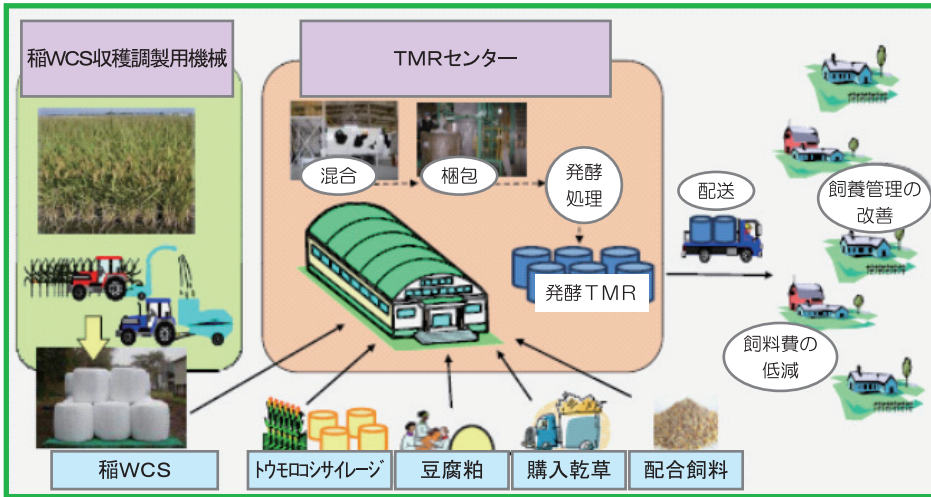 稲WCS収穫調製用機械
TMRセンター
混合
梱包
発酵
処理
配送
飼養管理の
改善
発酵TMR
飼料費の
低減
稲WCS
トウモロコシサイレージ
豆腐粕
購入乾草
配合飼料